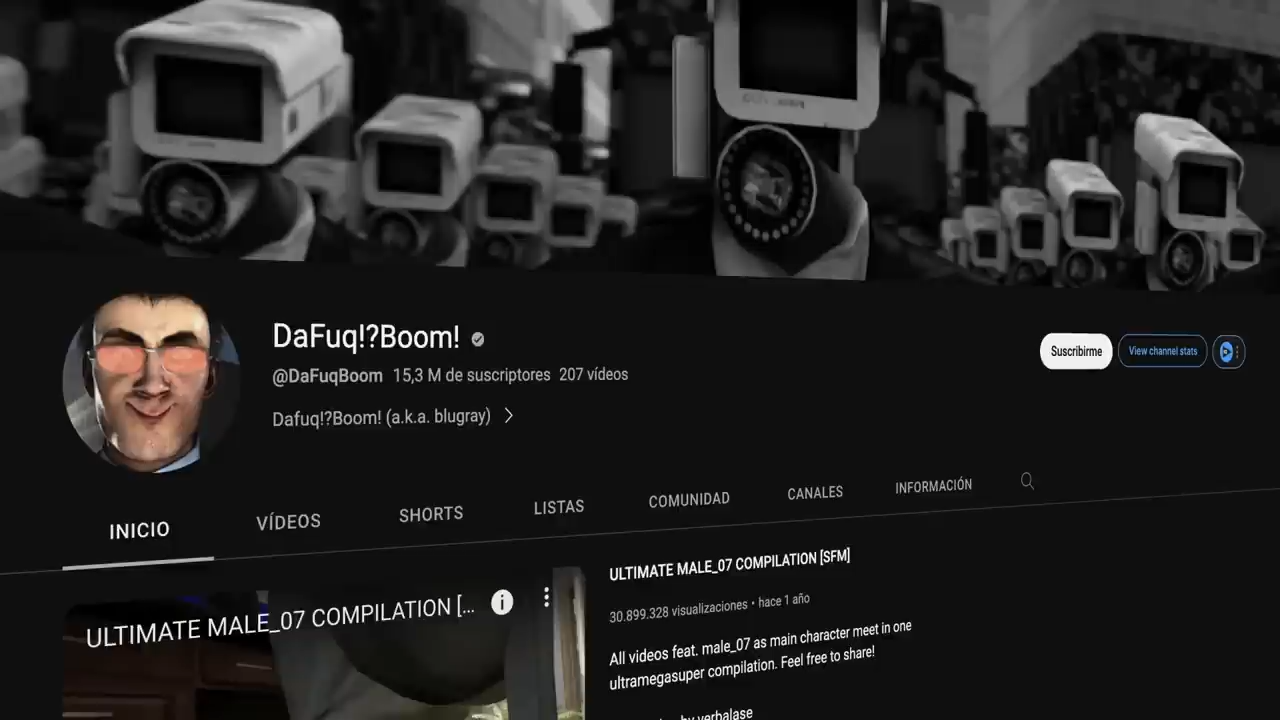 DaFuq!?Boom!
@DaFuqBoom 15,3 M de suscriptores 207 vídeos
Dafuq!?Boom! (a.k.a. blugray)
Suscribirme
View channel stats
INICIO
VÍDEOS
SHORTS
LISTAS
COMUNIDAD
CANALES
INFORMACIÓN
ULTIMATE MALE_07 COMPILATION [...
ULTIMATE MALE_07 COMPILATION [SFM]
30.899.328 visualizaciones • hace 1 año
All videos feat. male_07 as main character meet in one
ultramegasuper compilation. Feel free to share!
by verbalase